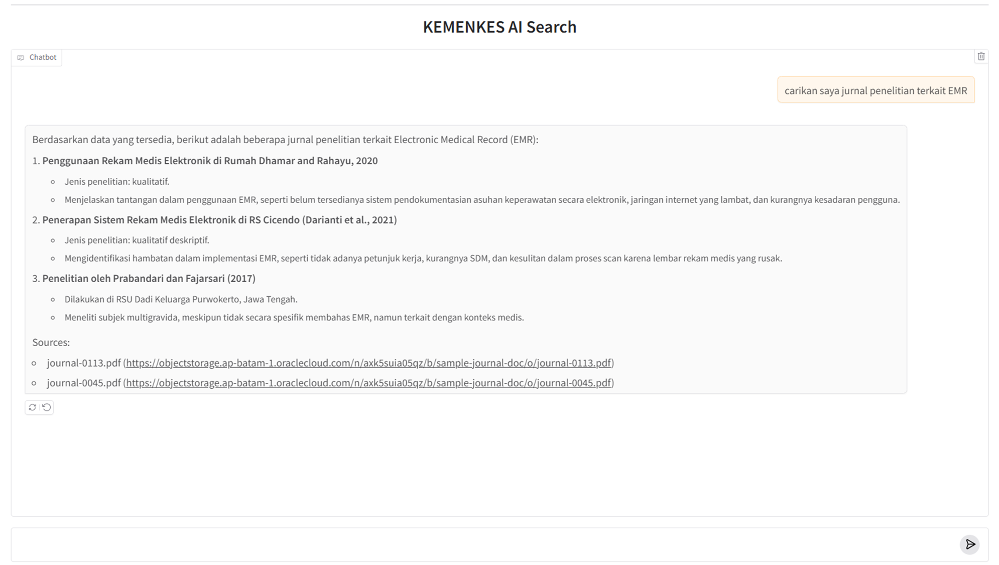 KEMENKES AI Search
Chatbot
carikan saya jurnal penelitian terkait EMR
Berdasarkan data yang tersedia, berikut adalah beberapa jurnal penelitian terkait Electronic Medical Record (EMR):
1. Penggunaan Rekam Medis Elektronik di Rumah Dhamar and Rahayu, 2020
Jenis penelitian: kualitatif.
Menjelaskan tantangan dalam penggunaan EMR, seperti belum tersedianya sistem pendokumentasian asuhan keperawatan secara elektronik, jaringan internet yang lambat, dan kurangnya kesadaran pengguna.
2. Penerapan Sistem Rekam Medis Elektronik di RS Cicendo (Darianti et al., 2021)
Jenis penelitian: kualitatif deskriptif.
Mengidentifikasi hambatan dalam implementasi EMR, seperti tidak adanya petunjuk kerja, kurangnya SDM, dan kesulitan dalam proses scan karena lembar rekam medis yang rusak.
3. Penelitian oleh Prabandari dan Fajarsari (2017)
Dilakukan di RSU Dadi Keluarga Purwokerto, Jawa Tengah.
Meneliti subjek multigravida, meskipun tidak secara spesifik membahas EMR, namun terkait dengan konteks medis.
Sources:
journal-0113.pdf (https://objectstorage.ap-batam-1.oraclecloud.com/n/axk5suia05qz/b/sample-journal-doc/o/journal-0113.pdf)
journal-0045.pdf (https://objectstorage.ap-batam-1.oraclecloud.com/n/axk5suia05qz/b/sample-journal-doc/o/journal-0045.pdf)